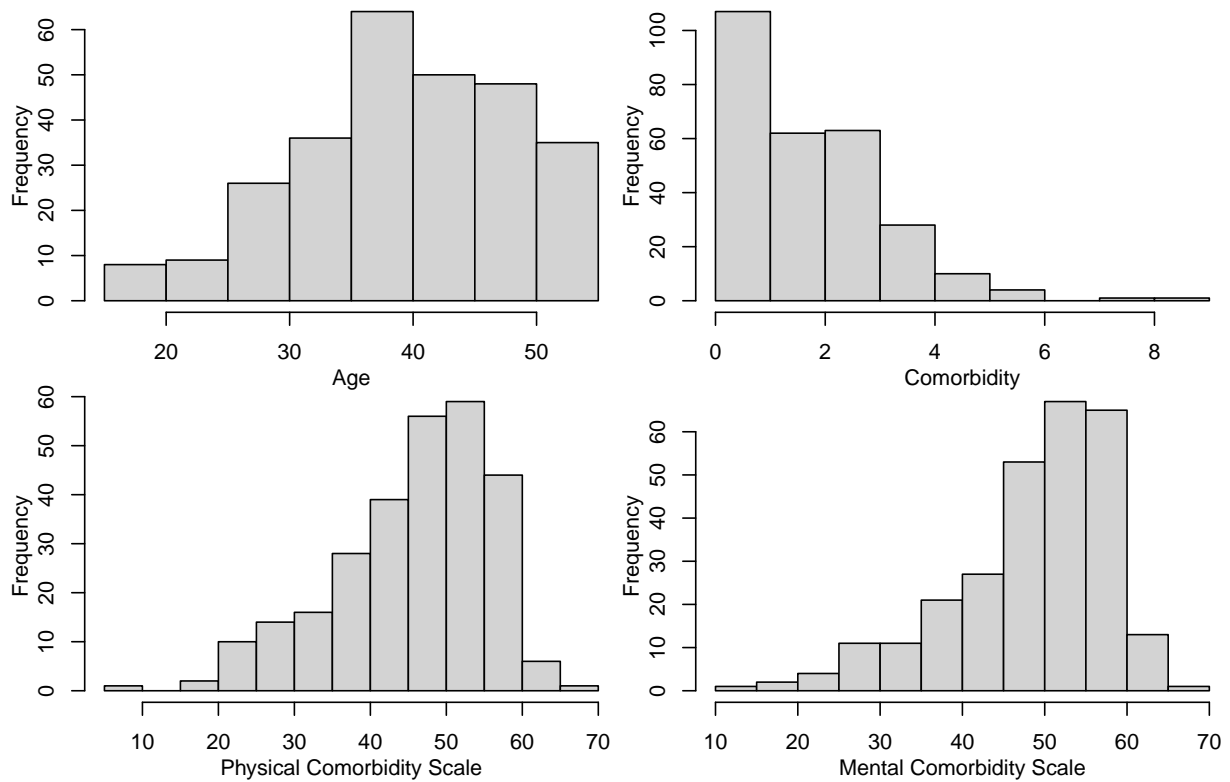 Frequency
0 10 20 30 40 50 60
20 30 40 50
Age
Frequency
0 20 40 60 80 100
0 2 4 6 8
Comorbidity
Frequency
0 10 20 30 40 50 60
10 20 30 40 50 60 70
Physical Comorbidity Scale
Frequency
0 10 20 30 40 50 60
10 20 30 40 50 60 70
Mental Comorbidity Scale